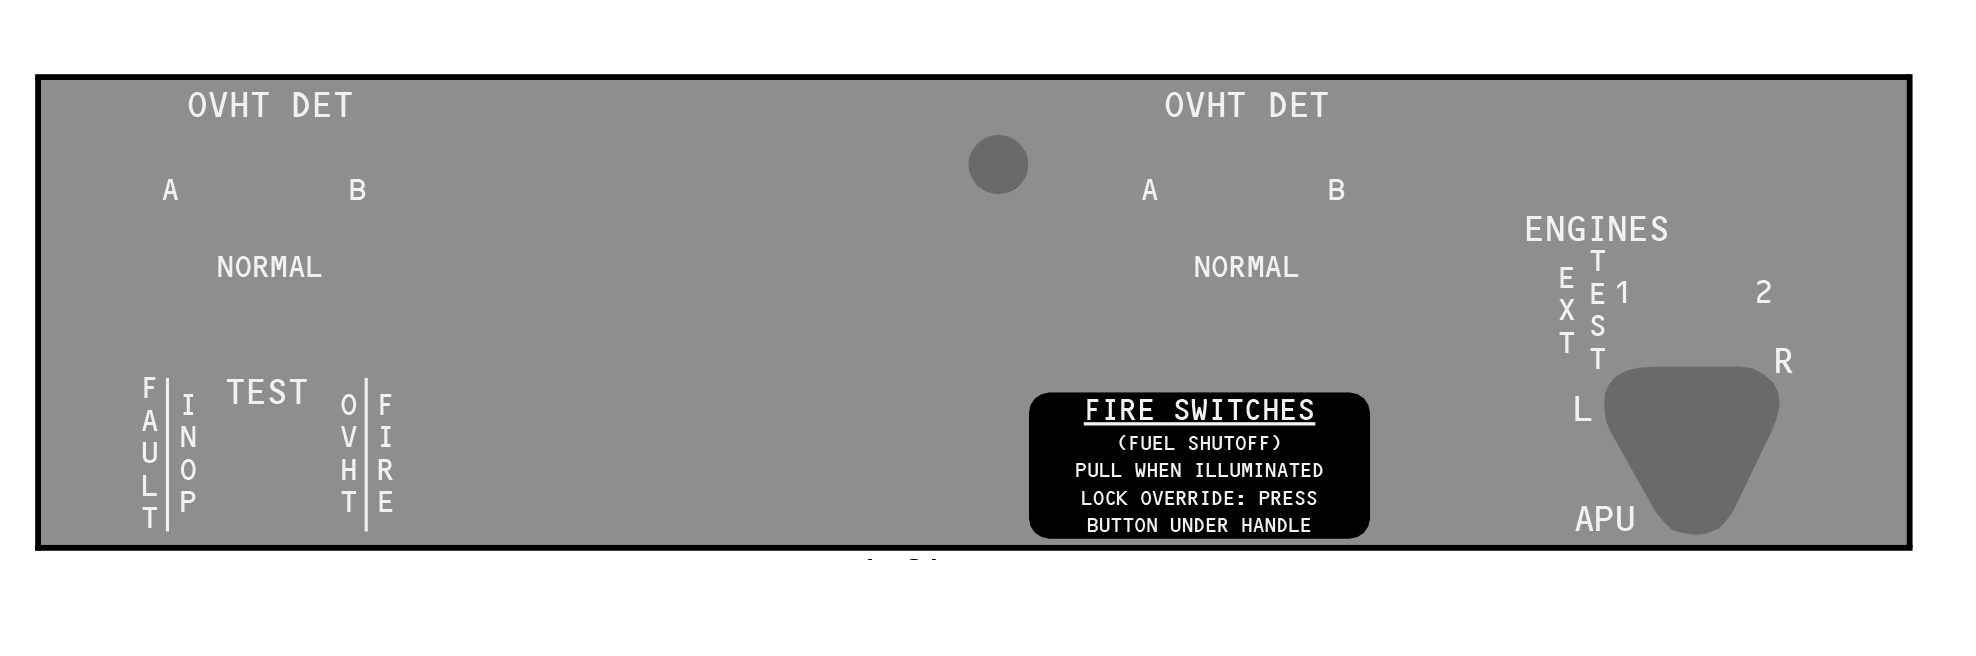 OVHT DET
A B
NORMAL
FAULT
INOP
TEST
OVHT
FIRE
OVHT DET
A B
NORMAL
FIRE SWITCHES
(FUEL SHUTOFF)
PULL WHEN ILLUMINATED
LOCK OVERRIDE: PRESS
BUTTON UNDER HANDLE
ENGINES
EXT
TEST
1 2
R
L
APU